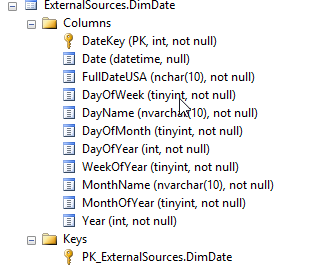 ExternalSources.DimDate
Columns
DateKey (PK, int, not null)
Date (datetime, null)
FullDateUSA (nchar(10), not null)
DayOfWeek (tinyint, not null)
DayName (nvarchar(10), not null)
DayOfMonth (tinyint, not null)
DayOfYear (int, not null)
WeekOfYear (tinyint, not null)
MonthName (nvarchar(10), not null)
MonthOfYear (tinyint, not null)
Year (int, not null)
Keys
PK_ExternalSources.DimDate